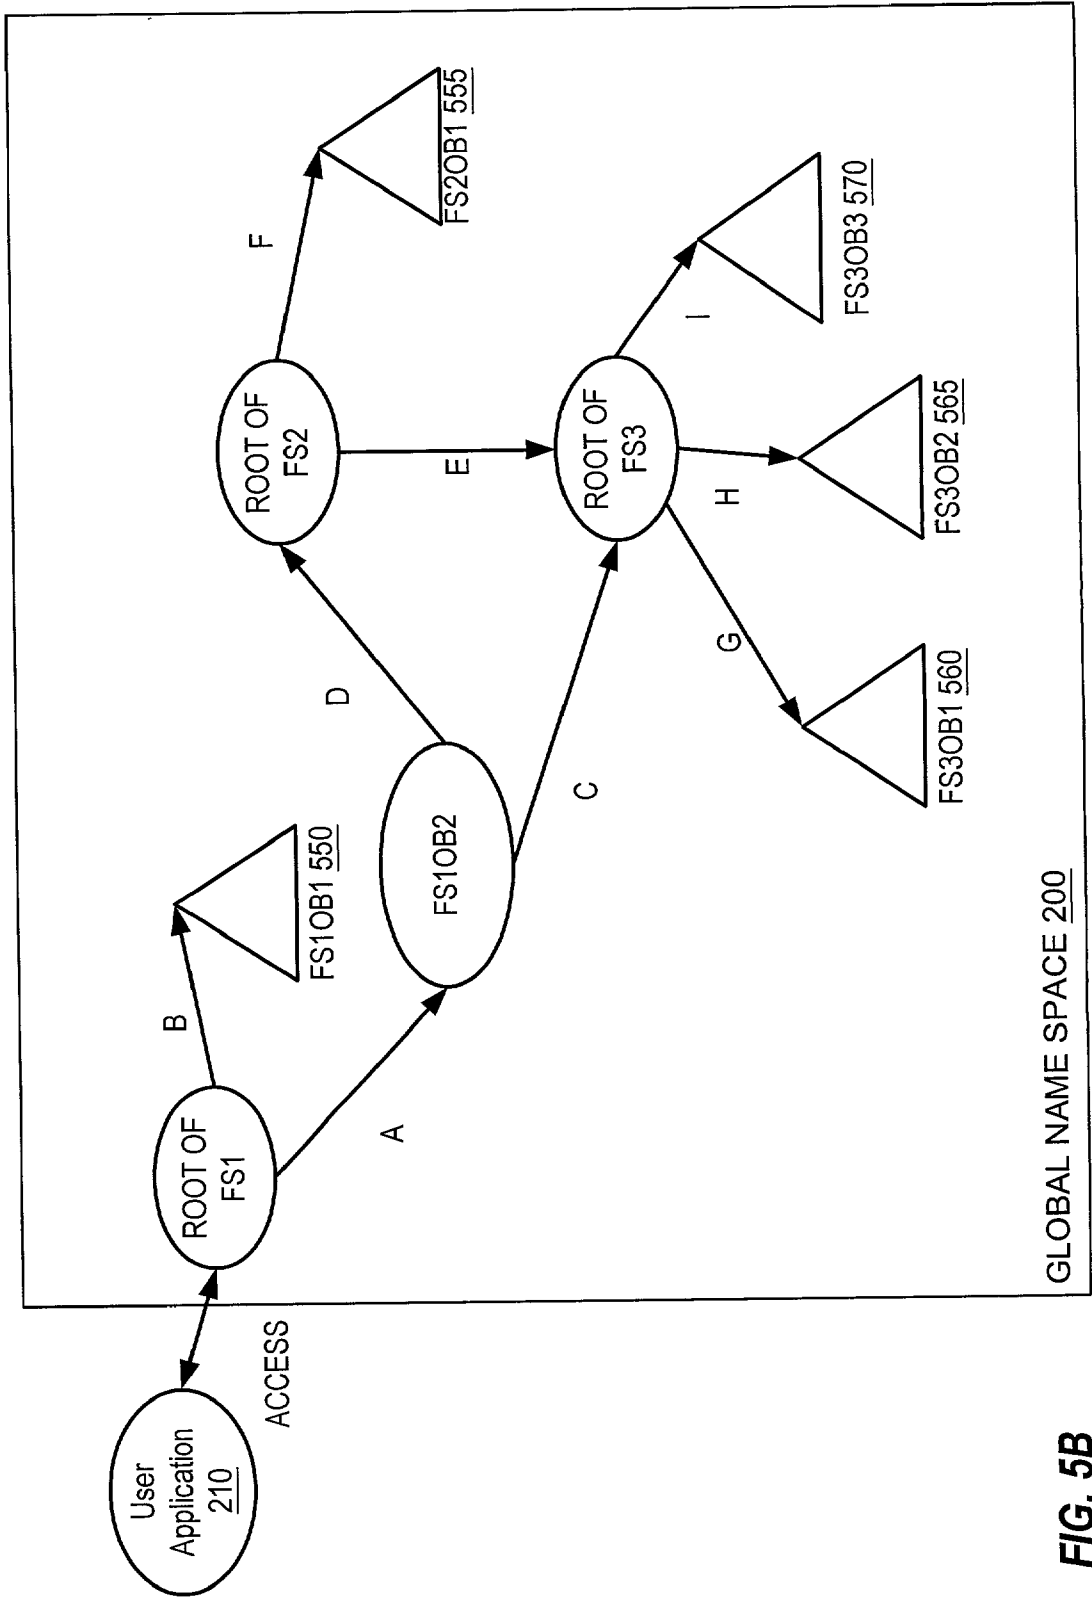 User
Application
210
ACCESS
ROOT OF
FS1
B
FS1OB1 550
A
FS1OB2
D
C
ROOT OF
FS2
F
FS2OB1 555
E
ROOT OF
FS3
G
H
I
FS3OB1 560
FS3OB2 565
FS3OB3 570
GLOBAL NAME SPACE 200
FIG. 5B